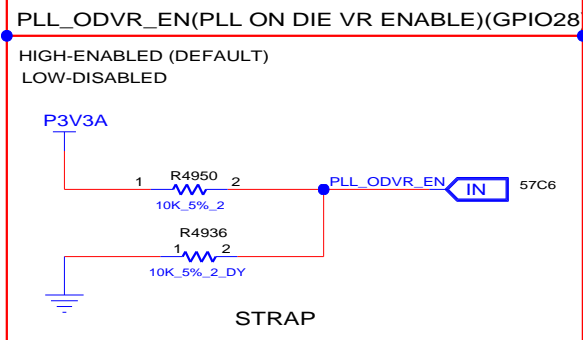 PLL_ODVR_EN(PLL ON DIE VR ENABLE)(GPIO28
HIGH-ENABLED (DEFAULT)
LOW-DISABLED
P3V3A
R4950
1 2
10K_5%_2
PLL_ODVR_EN IN 57C6
R4936
1 2
10K_5%_2_DY
STRAP